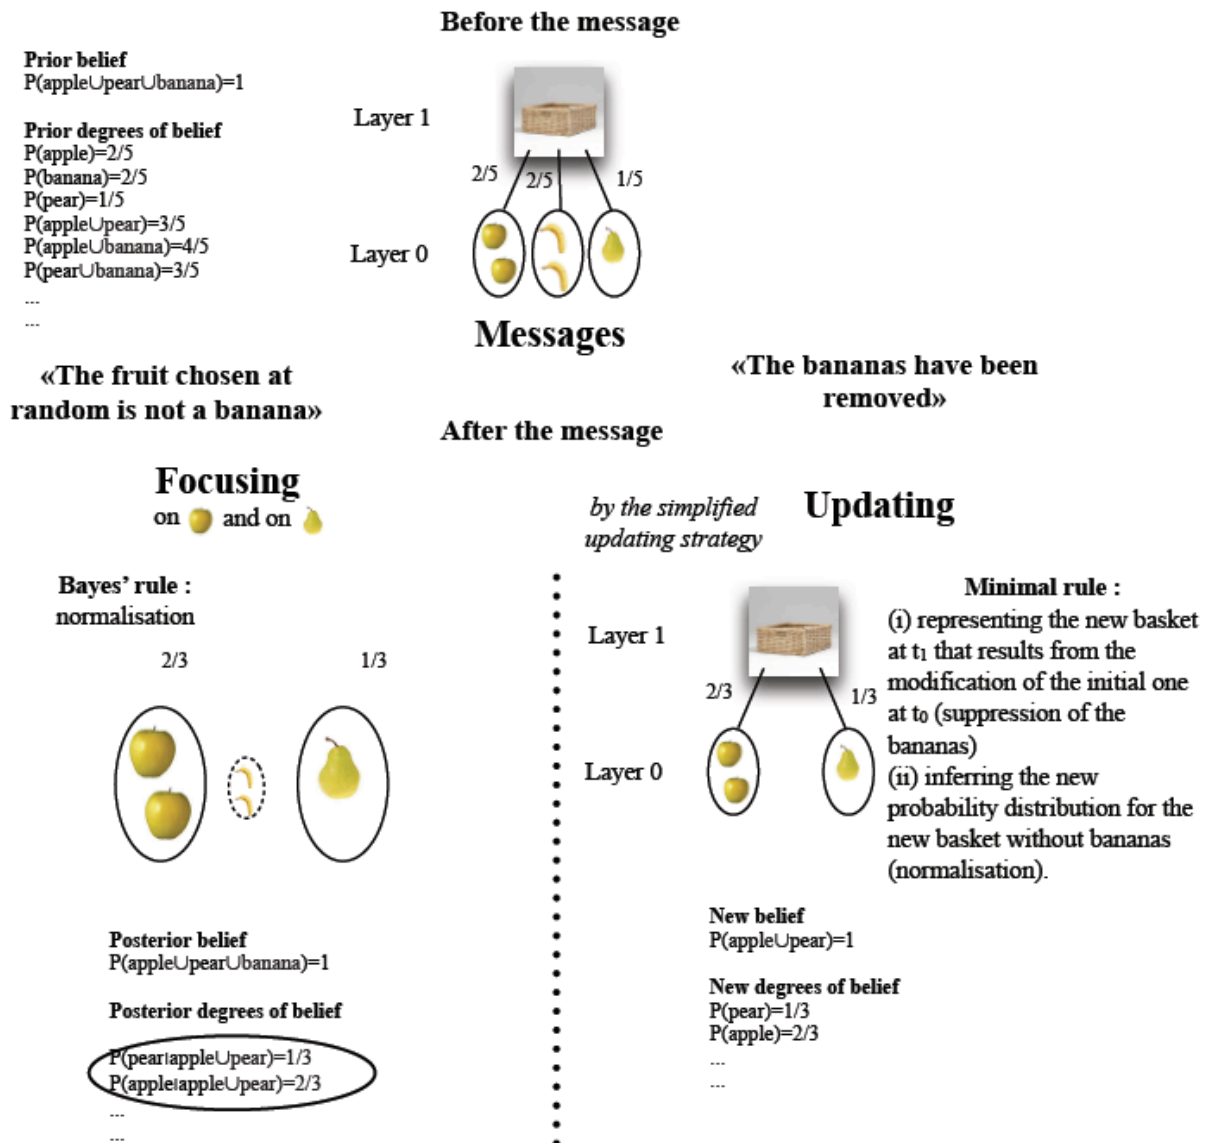 Before the message
Prior belief
P(apple∪pear∪banana)=1
Prior degrees of belief
P(apple)=2/5
P(banana)=2/5
P(pear)=1/5
P(apple∪pear)=3/5
P(apple∪banana)=4/5
P(pear∪banana)=3/5
...
...
Layer 1
2/5
2/5
1/5
Layer 0
Messages
«The fruit chosen at
random is not a banana»
«The bananas have been
removed»
After the message
Focusing
on and on
Bayes’ rule :
normalisation
2/3
1/3
Posterior belief
P(apple∪pear∪banana)=1
Posterior degrees of belief
P(pear|apple∪pear)=1/3
P(apple|apple∪pear)=2/3
...
...
by the simplified
updating strategy
Updating
Layer 1
2/3
1/3
Layer 0
Minimal rule :
(i) representing the new basket
at t1 that results from the
modification of the initial one
at t0 (suppression of the
bananas)
(ii) inferring the new
probability distribution for the
new basket without bananas
(normalisation).
New belief
P(apple∪pear)=1
New degrees of belief
P(pear)=1/3
P(apple)=2/3
...
...